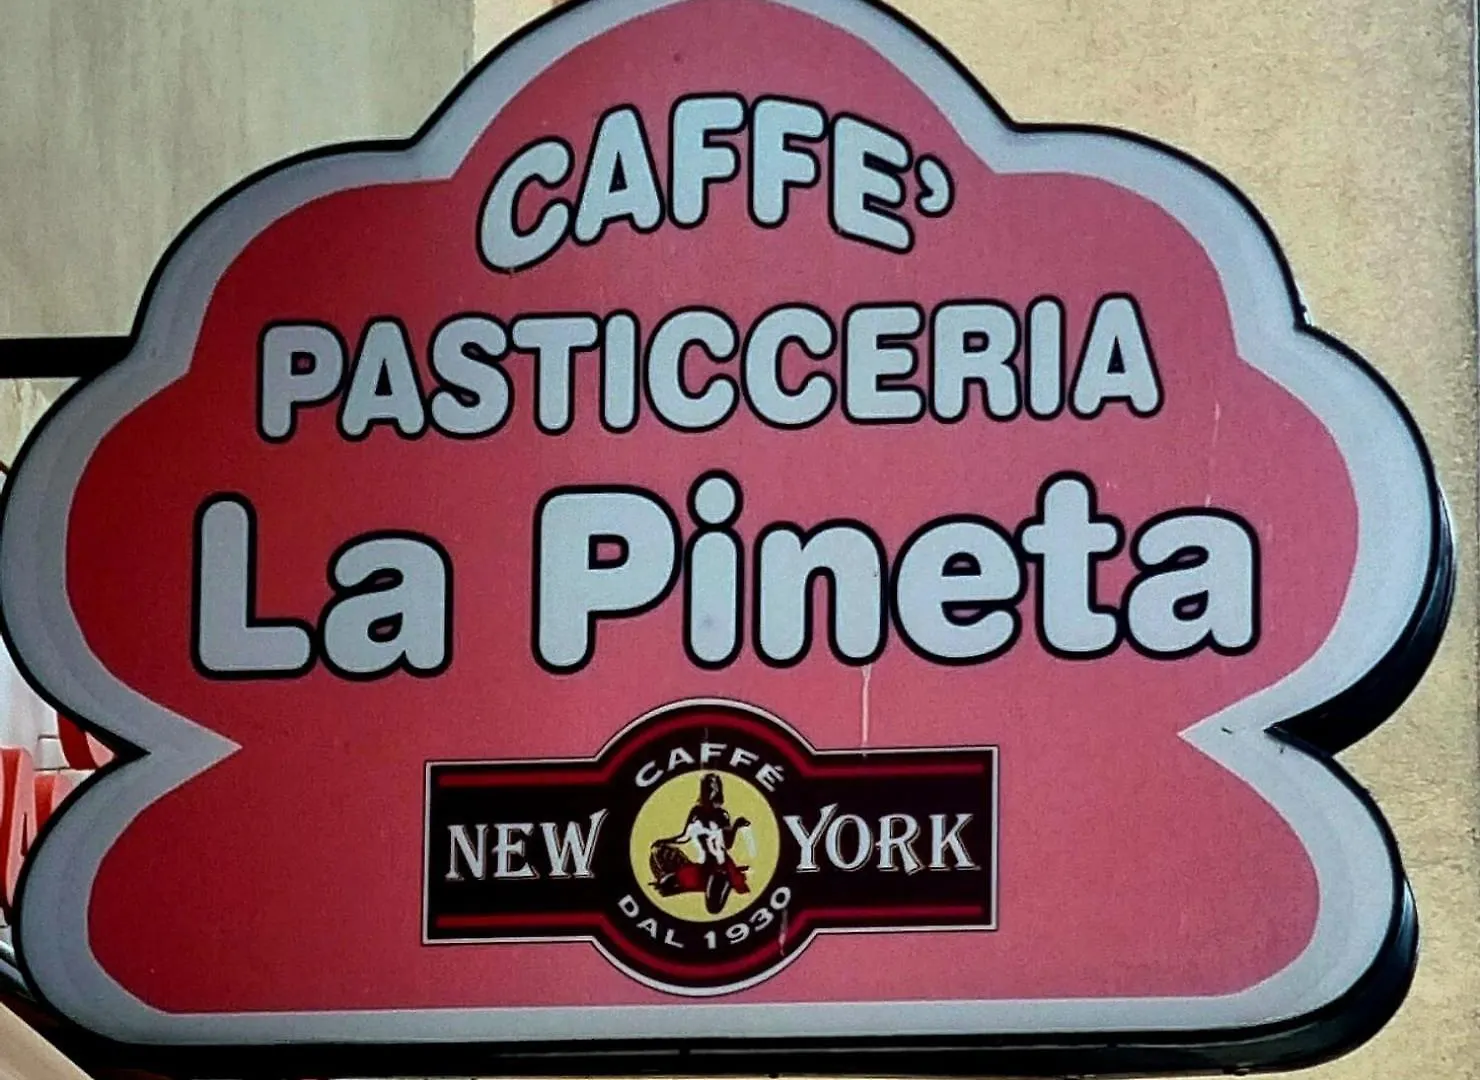 CAFFE'
PASTICCERIA
La Pineta
CAFFÉ
NEW YORK
DAL 1930